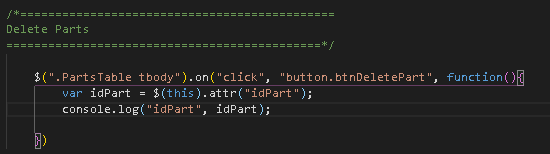 /*=============================================
Delete Parts
=============================================*/
$(".PartsTable tbody").on("click", "button.btnDeletePart", function(){
var idPart = $(this).attr("idPart");
console.log("idPart", idPart);
})